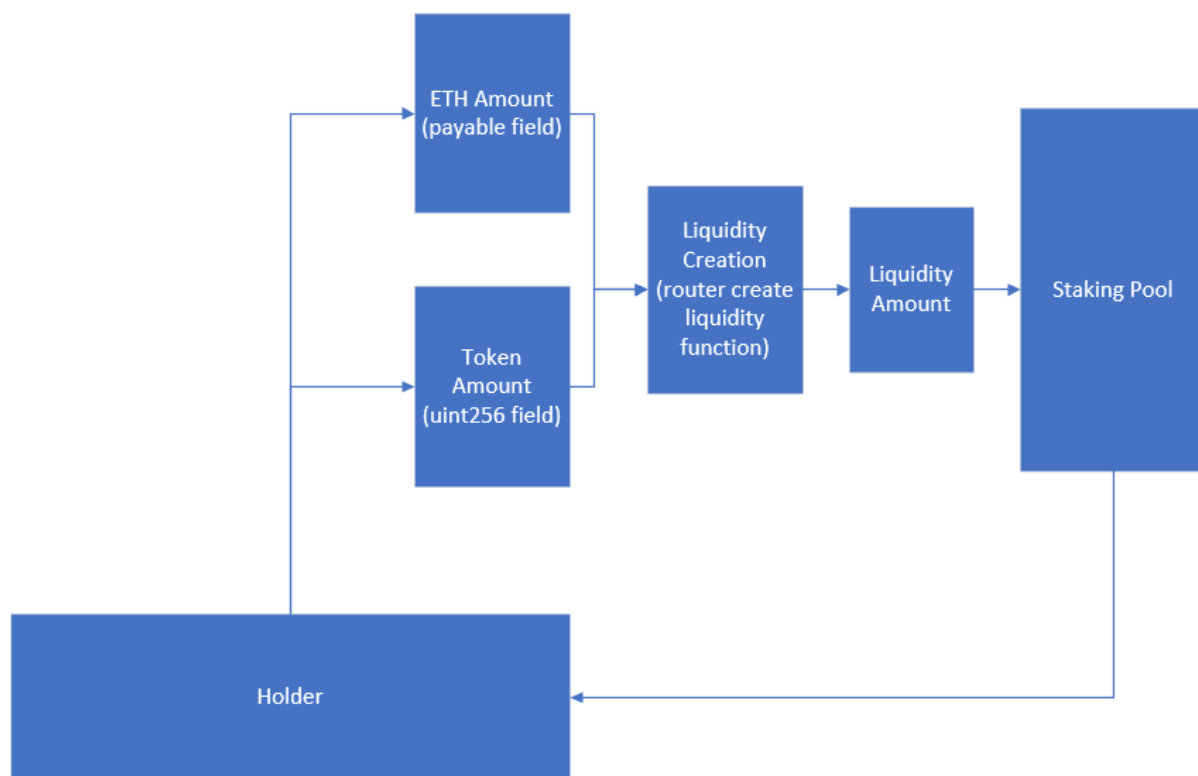 ETH Amount
(payable field)
Token
Amount
(uint256 field)
Liquidity
Creation
(router create
liquidity
function)
Liquidity
Amount
Staking Pool
Holder